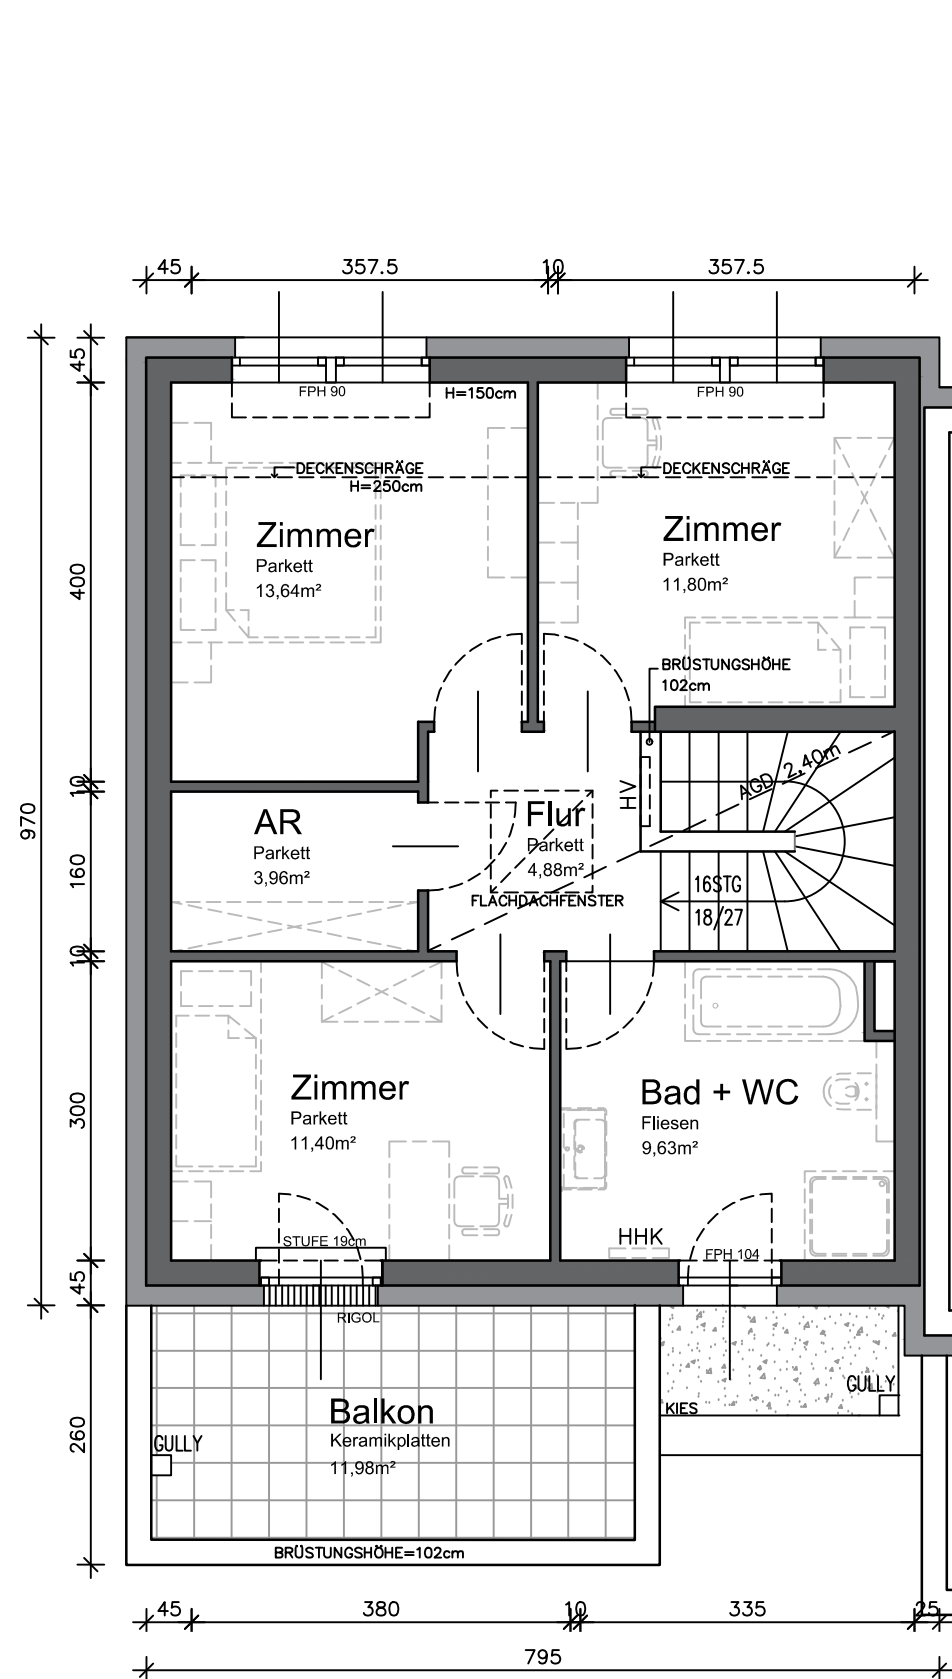 45 357.5 10 357.5
45
FPH 90
H=150cm
FPH 90
DECKENSCHRÄGE
H=250cm
DECKENSCHRÄGE
Zimmer
Parkett
13,64m²
Zimmer
Parkett
11,80m²
400
BRÜSTUNGSHÖHE
102cm
AGD 2,40m
10
970
HV
AR
Parkett
3,96m²
Flur
Parkett
4,88m²
FLACHDACHFENSTER
160
16STG
18/27
10
Zimmer
Parkett
11,40m²
Bad + WC
Fliesen
9,63m²
300
HHK
STUFE 19cm
FPH 104
45
RIGOL
GULLY
KIES
Balkon
Keramikplatten
11,98m²
GULLY
260
BRÜSTUNGSHÖHE=102cm
45 380 10 335 25
795